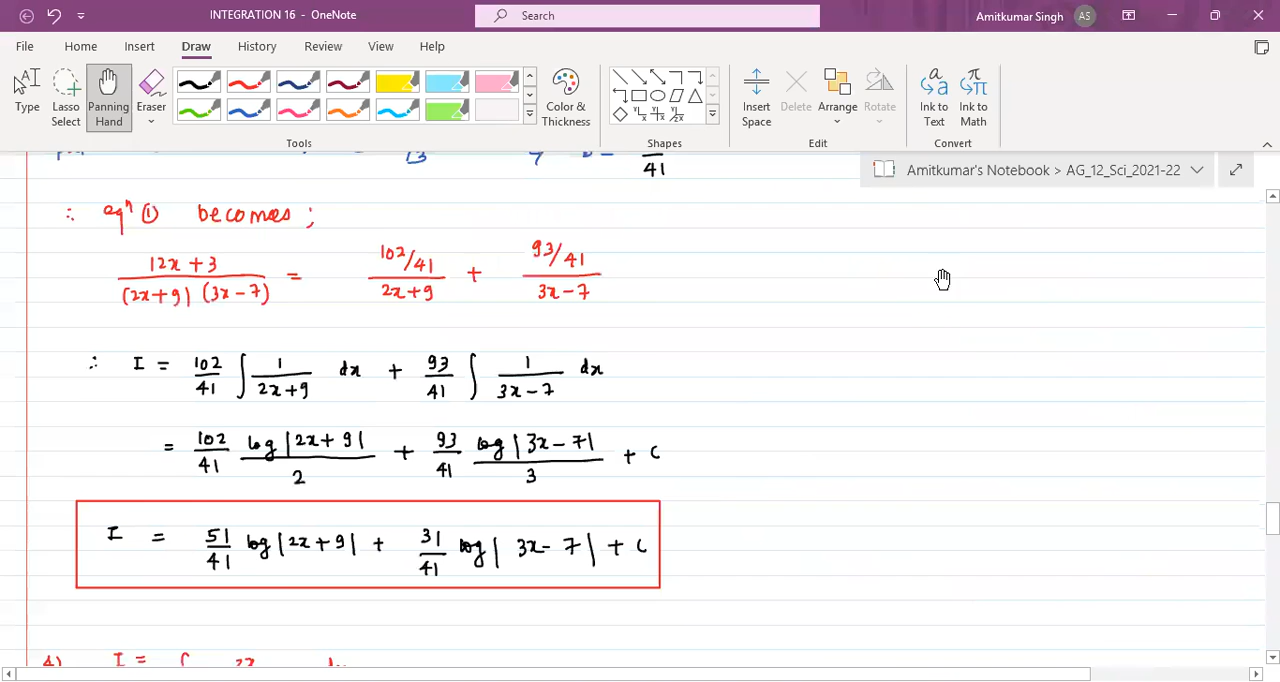 INTEGRATION 16 - OneNote
Search
Amitkumar Singh AS
File Home Insert Draw History Review View Help
Type
Lasso Select
Panning Hand
Eraser
Color & Thickness
Insert Space
Delete
Arrange
Rotate
Ink to Text
Ink to Math
Tools Shapes Edit Convert
Amitkumar's Notebook > AG_12_Sci_2021-22
41
∴ eqⁿ ① becomes ;
(12x + 3)/((2x+9)(3x-7)) = (102/41)/(2x+9) + (93/41)/(3x-7)
∴ I = 102/41 ∫ 1/(2x+9) dx + 93/41 ∫ 1/(3x-7) dx
= 102/41 log|2x+9|/2 + 93/41 log|3x-7|/3 + C
I = 51/41 log|2x+9| + 31/41 log|3x-7| + C
4) I = ∫ 2x dx